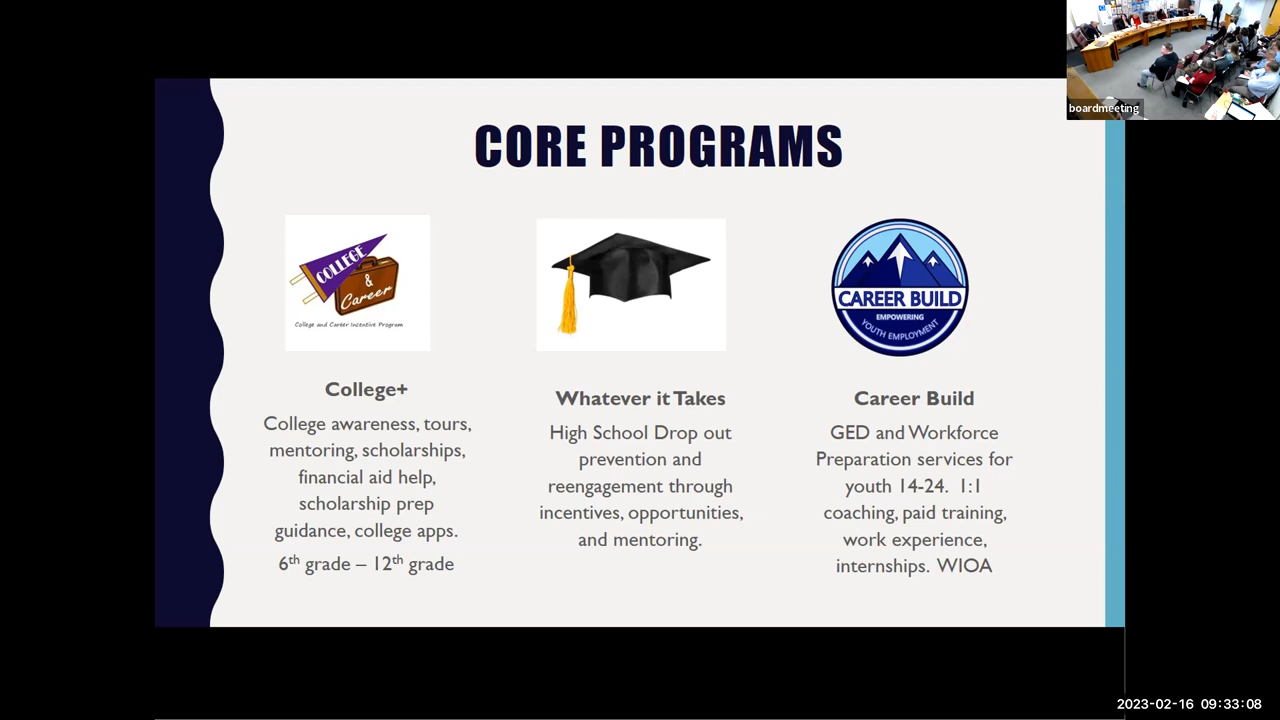 boardmeeting
CORE PROGRAMS
COLLEGE
&
Career
College and Career Incentive Program
College+
College awareness, tours,
mentoring, scholarships,
financial aid help,
scholarship prep
guidance, college apps.
6th grade – 12th grade
Whatever it Takes
High School Drop out
prevention and
reengagement through
incentives, opportunities,
and mentoring.
CAREER BUILD
EMPOWERING
YOUTH EMPLOYMENT
Career Build
GED and Workforce
Preparation services for
youth 14-24. 1:1
coaching, paid training,
work experience,
internships. WIOA
2023-02-16 09:33:08